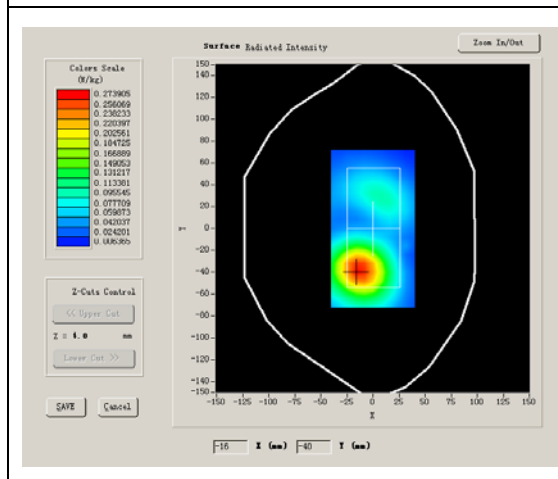 Surface Radiated Intensity
Zoom In/Out
Colors Scale
(W/kg)
0.273905
0.256069
0.238233
0.220397
0.202561
0.184725
0.166889
0.149053
0.131217
0.113381
0.095545
0.077709
0.059873
0.042037
0.024201
0.006365
150
140
120
100
80
60
40
20
0
-20
-40
-60
-80
-100
-120
-140
-150
Y
-150 -125 -100 -75 -50 -25 0 25 50 75 100 125 150
X
Z-Cuts Control
<< Upper Cut
Z = 4.0 mm
Lower Cut >>
SAVE
Cancel
-16 X (mm) -40 Y (mm)